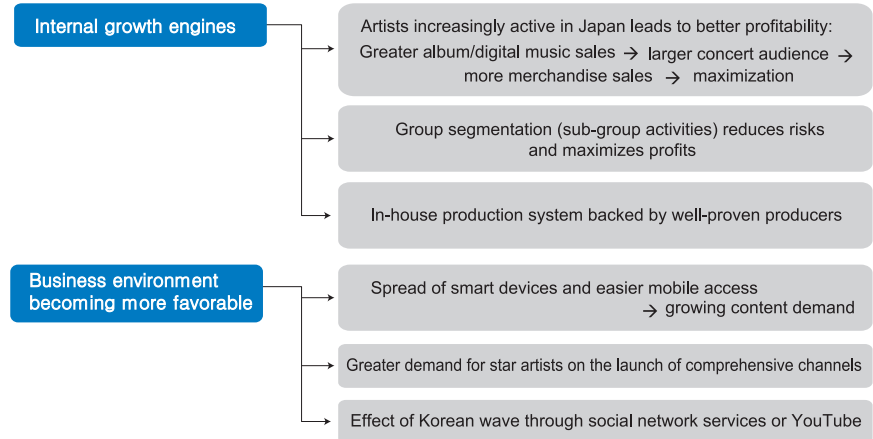 Internal growth engines
Artists increasingly active in Japan leads to better profitability:
Greater album/digital music sales → larger concert audience →
more merchandise sales → maximization
Group segmentation (sub-group activities) reduces risks
and maximizes profits
In-house production system backed by well-proven producers
Business environment
becoming more favorable
Spread of smart devices and easier mobile access
→ growing content demand
Greater demand for star artists on the launch of comprehensive channels
Effect of Korean wave through social network services or YouTube